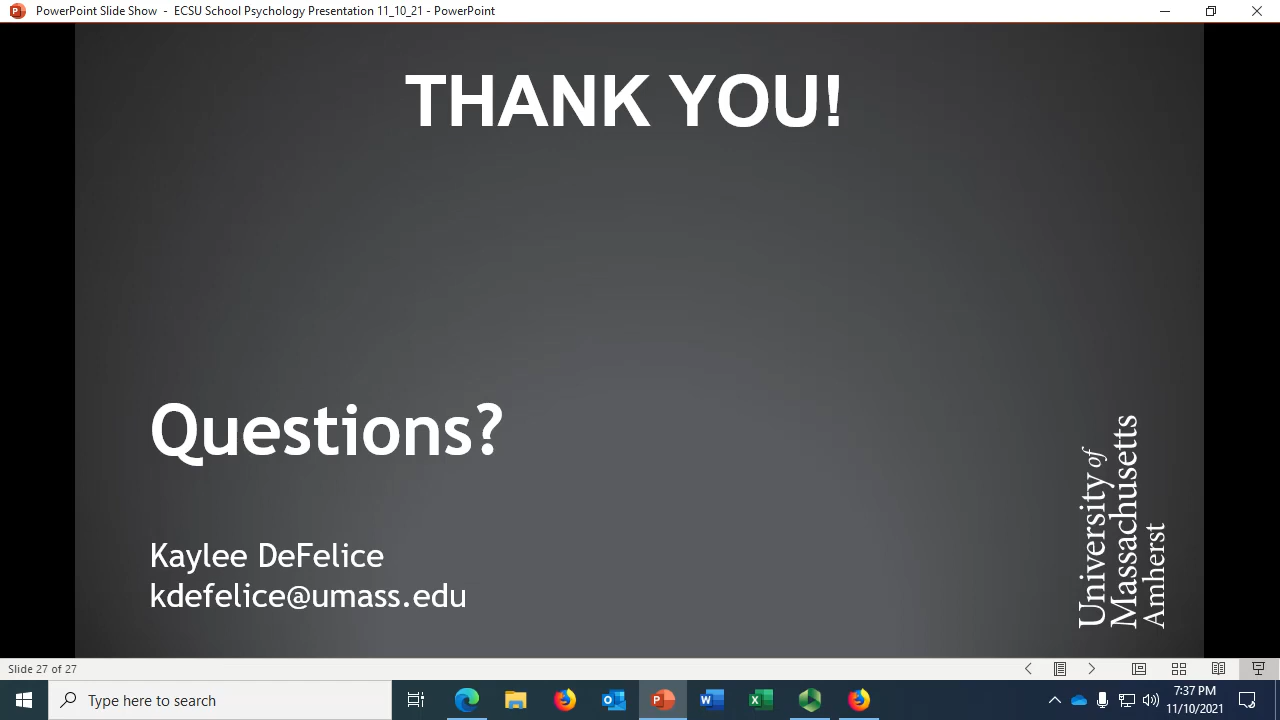 PowerPoint Slide Show - ECSU School Psychology Presentation 11_10_21 - PowerPoint
THANK YOU!
Questions?
Kaylee DeFelice
kdefelice@umass.edu
University of
Massachusetts
Amherst
Slide 27 of 27
Type here to search
7:37 PM
11/10/2021